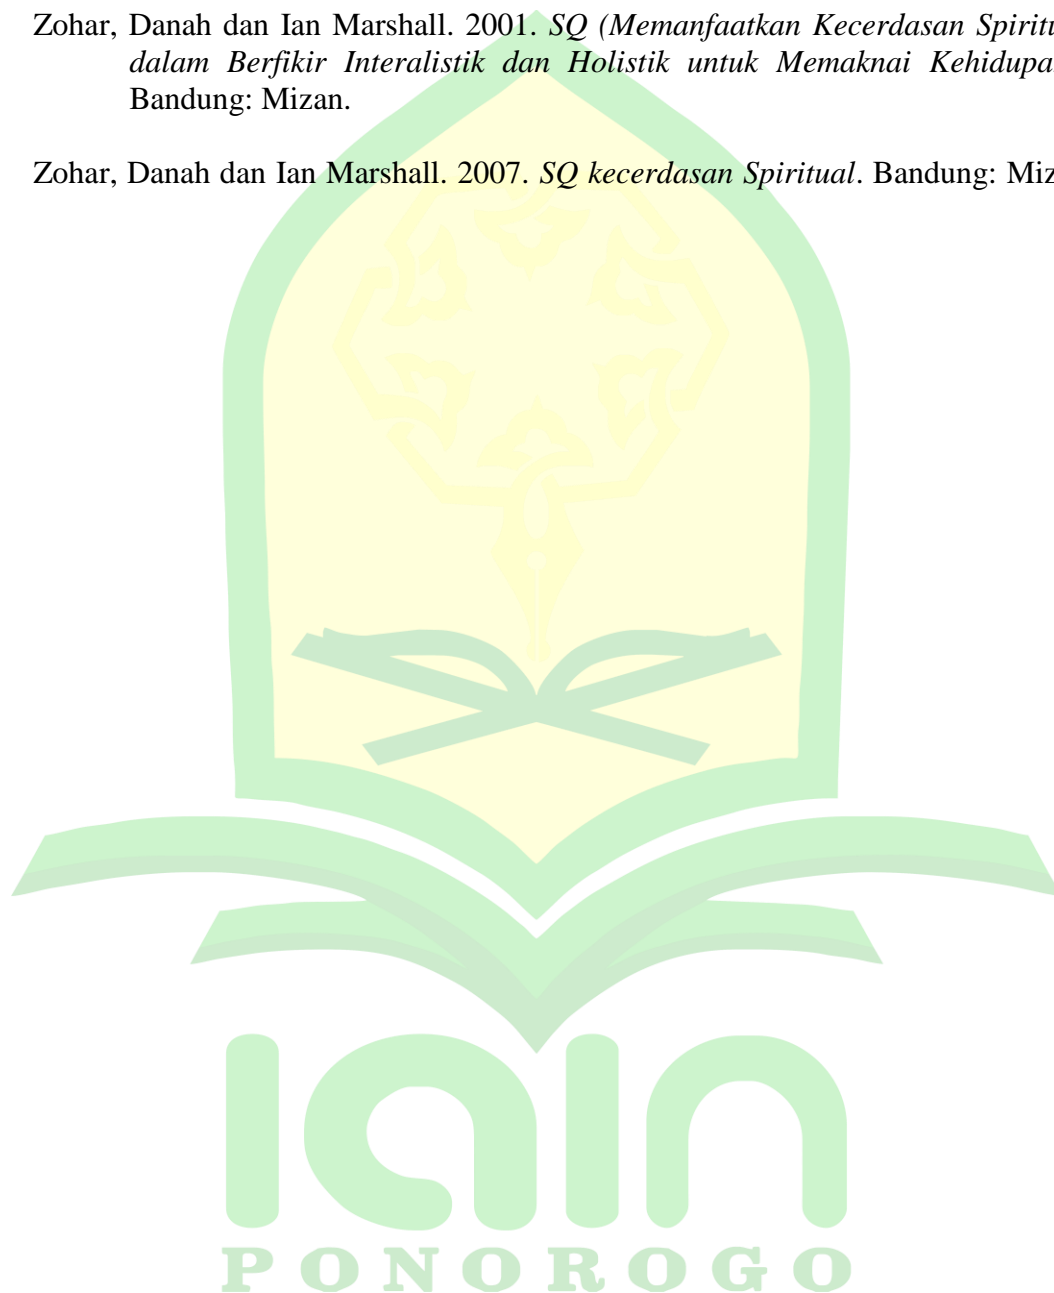 Zohar, Danah dan Ian Marshall. 2001. SQ (Memanfaatkan Kecerdasan Spiritu
dalam Berfikir Interalistik dan Holistik untuk Memaknai Kehidupa
Bandung: Mizan.
Zohar, Danah dan Ian Marshall. 2007. SQ kecerdasan Spiritual. Bandung: Miz
iain
PONOROGO